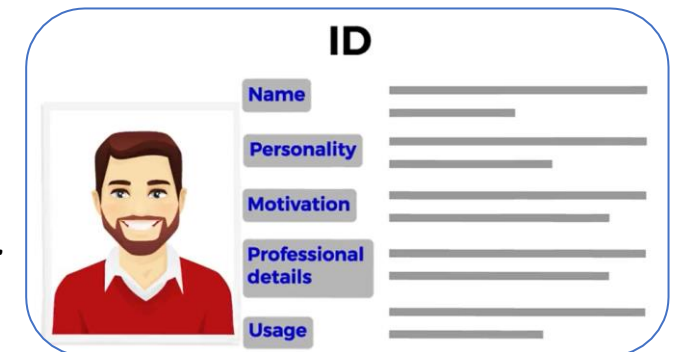 ID
Name
Personality
Motivation
Professional
details
Usage